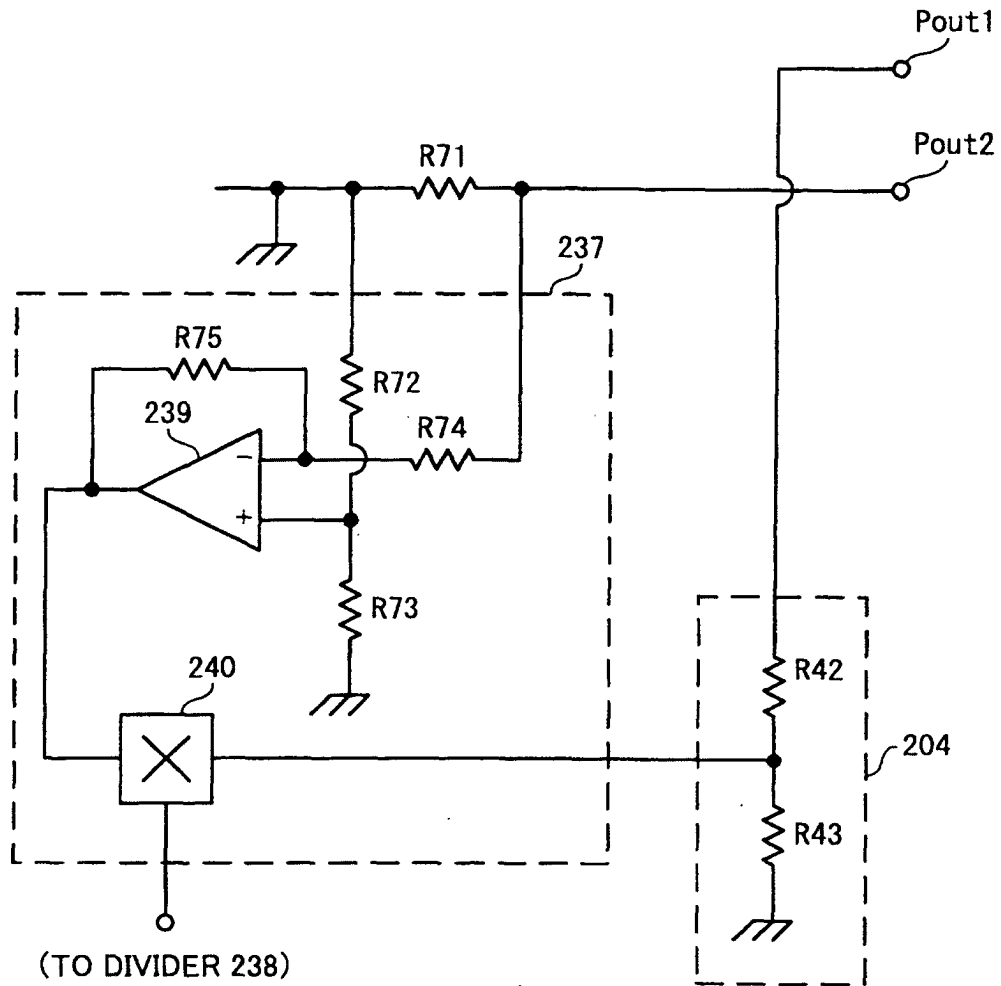 Pout1
Pout2
R71
237
R75
R72
239
R74
−
+
R73
240
R42
204
R43
(TO DIVIDER 238)